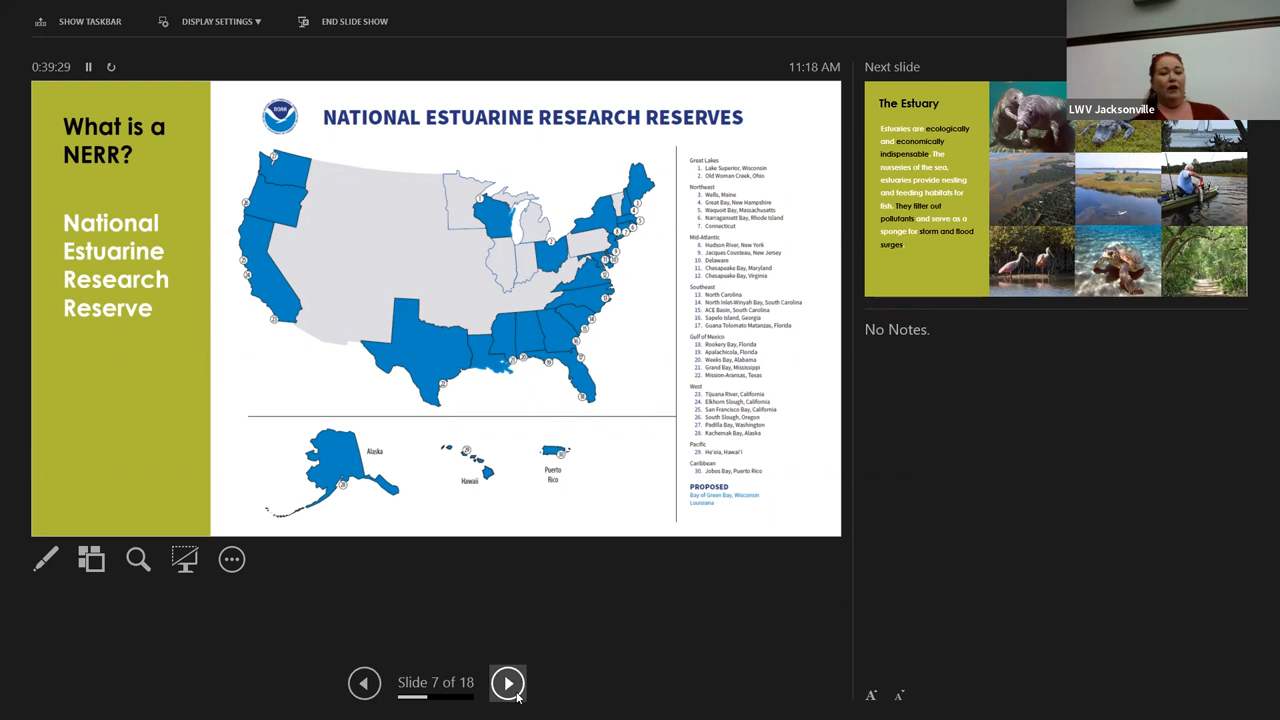 SHOW TASKBAR
DISPLAY SETTINGS ▼
END SLIDE SHOW
0:39:29
11:18 AM
Next slide
LWV Jacksonville
What is a
NERR?
National
Estuarine
Research
Reserve
NOAA
NATIONAL ESTUARINE RESEARCH RESERVES
Great Lakes
1. Lake Superior, Wisconsin
2. Old Woman Creek, Ohio
Northeast
3. Wells, Maine
4. Great Bay, New Hampshire
5. Waquoit Bay, Massachusetts
6. Narragansett Bay, Rhode Island
7. Connecticut
Mid-Atlantic
8. Hudson River, New York
9. Jacques Cousteau, New Jersey
10. Delaware
11. Chesapeake Bay, Maryland
12. Chesapeake Bay, Virginia
Southeast
13. North Carolina
14. North Inlet-Winyah Bay, South Carolina
15. ACE Basin, South Carolina
16. Sapelo Island, Georgia
17. Guana Tolomato Matanzas, Florida
Gulf of Mexico
18. Rookery Bay, Florida
19. Apalachicola, Florida
20. Weeks Bay, Alabama
21. Grand Bay, Mississippi
22. Mission-Aransas, Texas
West
23. Tijuana River, California
24. Elkhorn Slough, California
25. San Francisco Bay, California
26. South Slough, Oregon
27. Padilla Bay, Washington
28. Kachemak Bay, Alaska
Pacific
29. He'eia, Hawai'i
Caribbean
30. Jobos Bay, Puerto Rico
PROPOSED
Bay of Green Bay, Wisconsin
Louisiana
Alaska
Hawaii
Puerto
Rico
The Estuary
Estuaries are ecologically
and economically
indispensable. The
nurseries of the sea,
estuaries provide nesting
and feeding habitats for
fish. They filter out
pollutants and serve as a
sponge for storm and flood
surges.
No Notes.
Slide 7 of 18
A
A